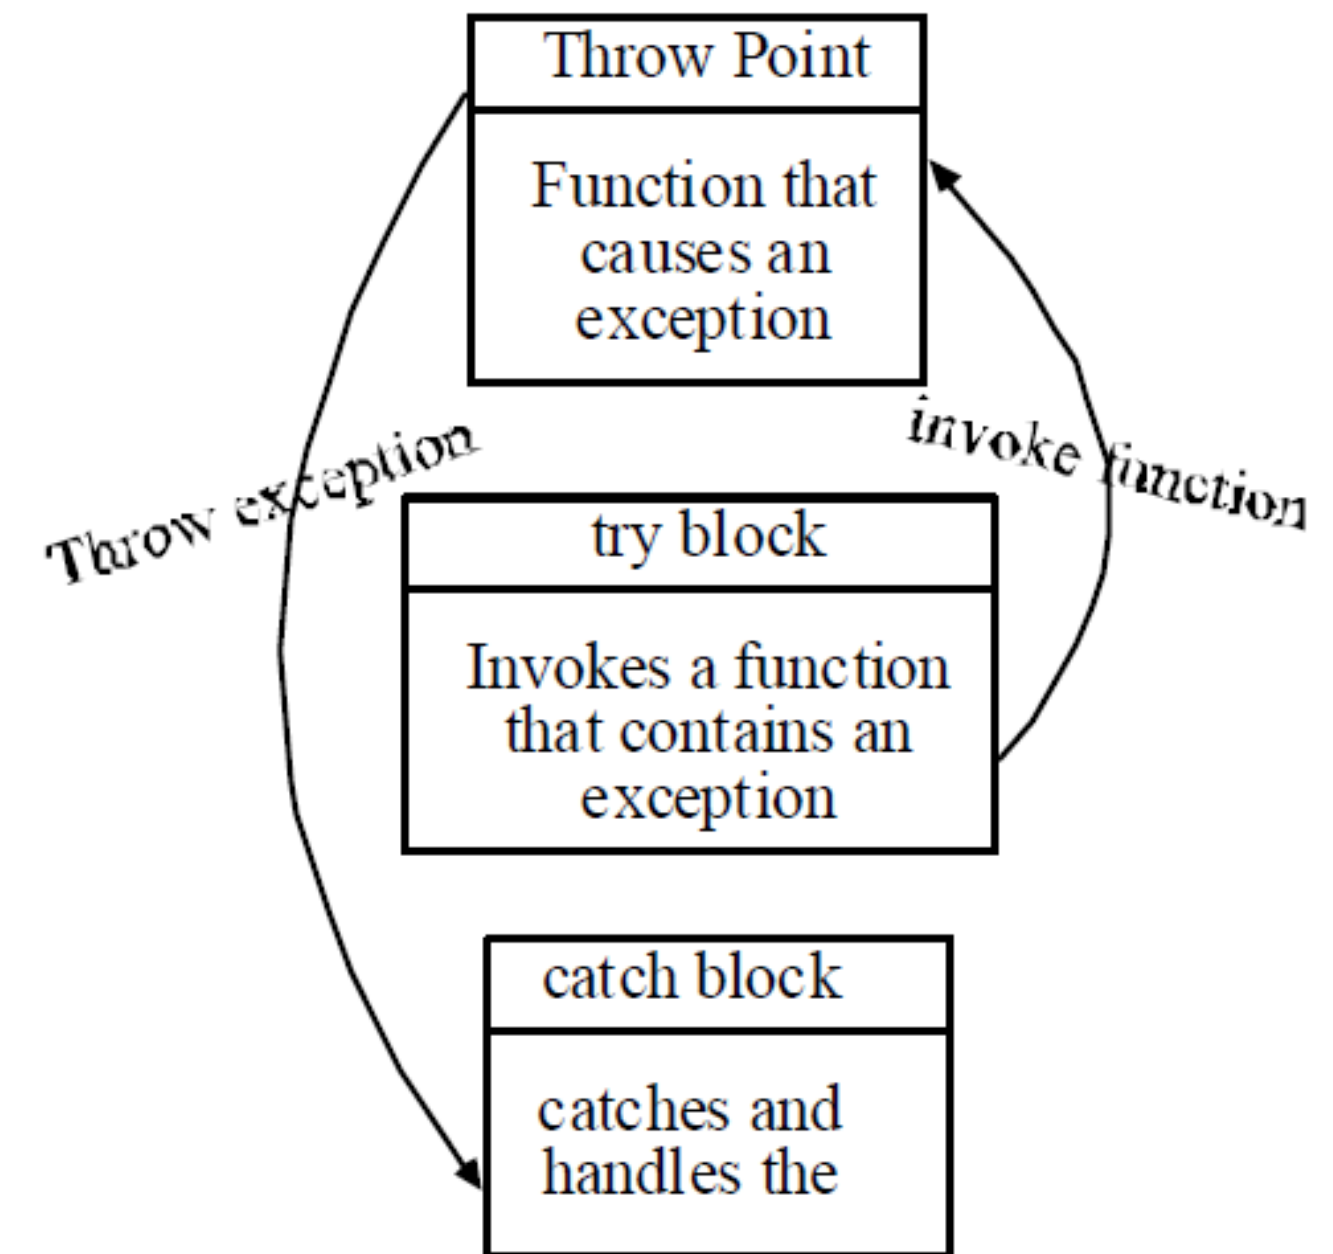 Throw Point
Function that
causes an
exception
Throw exception
invoke function
try block
Invokes a function
that contains an
exception
catch block
catches and
handles the